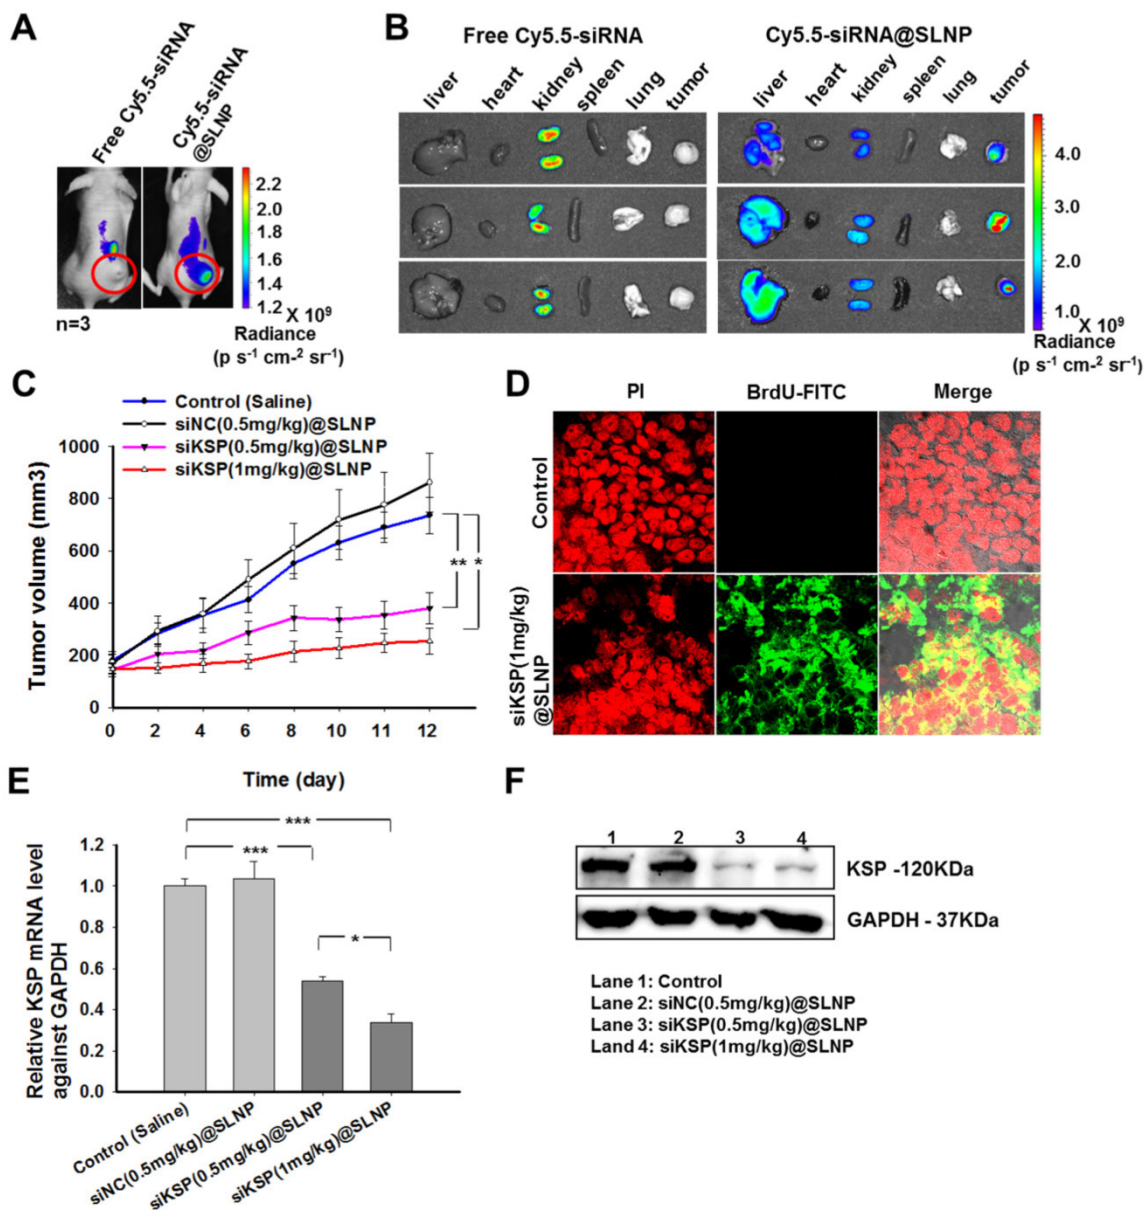 A
Free Cy5.5-siRNA
Cy5.5-siRNA
@SLNP
2.2
2.0
1.8
1.6
1.4
1.2
X 10⁹
n=3
Radiance
(p s⁻¹ cm-² sr⁻¹)
B
Free Cy5.5-siRNA
Cy5.5-siRNA@SLNP
liver
heart
kidney
spleen
lung
tumor
liver
heart
kidney
spleen
lung
tumor
4.0
3.0
2.0
1.0
X 10⁹
Radiance
(p s⁻¹ cm-² sr⁻¹)
C
Control (Saline)
siNC(0.5mg/kg)@SLNP
siKSP(0.5mg/kg)@SLNP
siKSP(1mg/kg)@SLNP
Tumor volume (mm3)
1000
800
600
400
200
0
** *
0 2 4 6 8 10 11 12
Time (day)
D
PI BrdU-FITC Merge
Control
siKSP(1mg/kg)
@SLNP
E
Relative KSP mRNA level
against GAPDH
1.2
1.0
0.8
0.6
0.4
0.2
0.0
***
***
*
Control (Saline)
siNC(0.5mg/kg)@SLNP
siKSP(0.5mg/kg)@SLNP
siKSP(1mg/kg)@SLNP
F
1 2 3 4
KSP -120KDa
GAPDH - 37KDa
Lane 1: Control
Lane 2: siNC(0.5mg/kg)@SLNP
Lane 3: siKSP(0.5mg/kg)@SLNP
Land 4: siKSP(1mg/kg)@SLNP